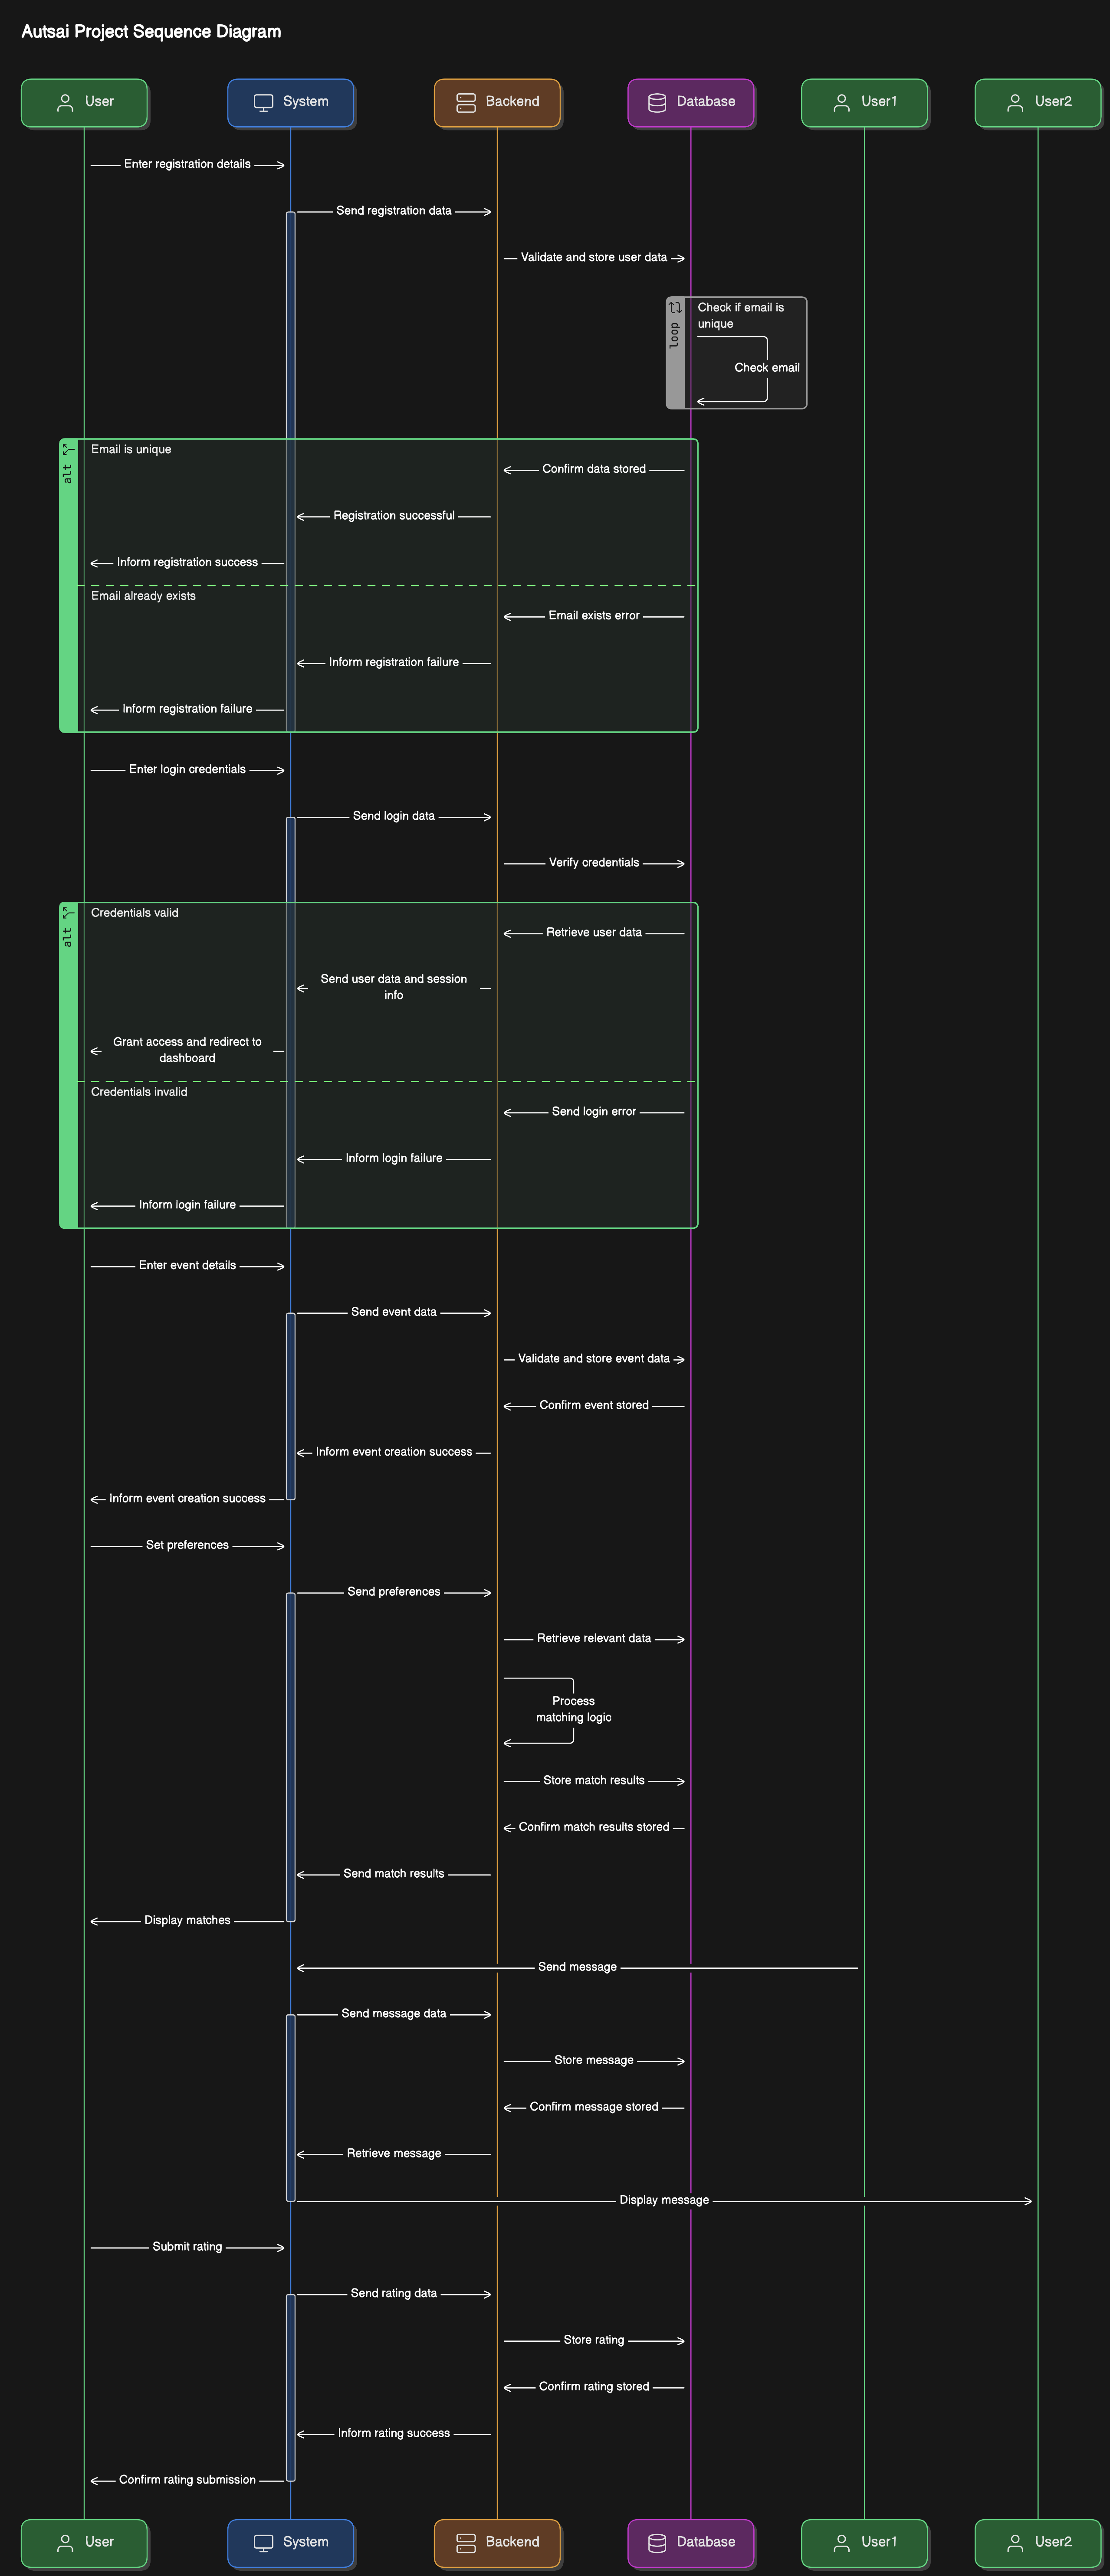 Autsai Project Sequence Diagram
User
System
Backend
Database
User1
User2
Enter registration details
Send registration data
Validate and store user data
loop
Check if email is
unique
Check email
alt
Email is unique
Confirm data stored
Registration successful
Inform registration success
Email already exists
Email exists error
Inform registration failure
Inform registration failure
Enter login credentials
Send login data
Verify credentials
alt
Credentials valid
Retrieve user data
Send user data and session
info
Grant access and redirect to
dashboard
Credentials invalid
Send login error
Inform login failure
Inform login failure
Enter event details
Send event data
Validate and store event data
Confirm event stored
Inform event creation success
Inform event creation success
Set preferences
Send preferences
Retrieve relevant data
Process
matching logic
Store match results
Confirm match results stored
Send match results
Display matches
Send message
Send message data
Store message
Confirm message stored
Retrieve message
Display message
Submit rating
Send rating data
Store rating
Confirm rating stored
Inform rating success
Confirm rating submission
User
System
Backend
Database
User1
User2